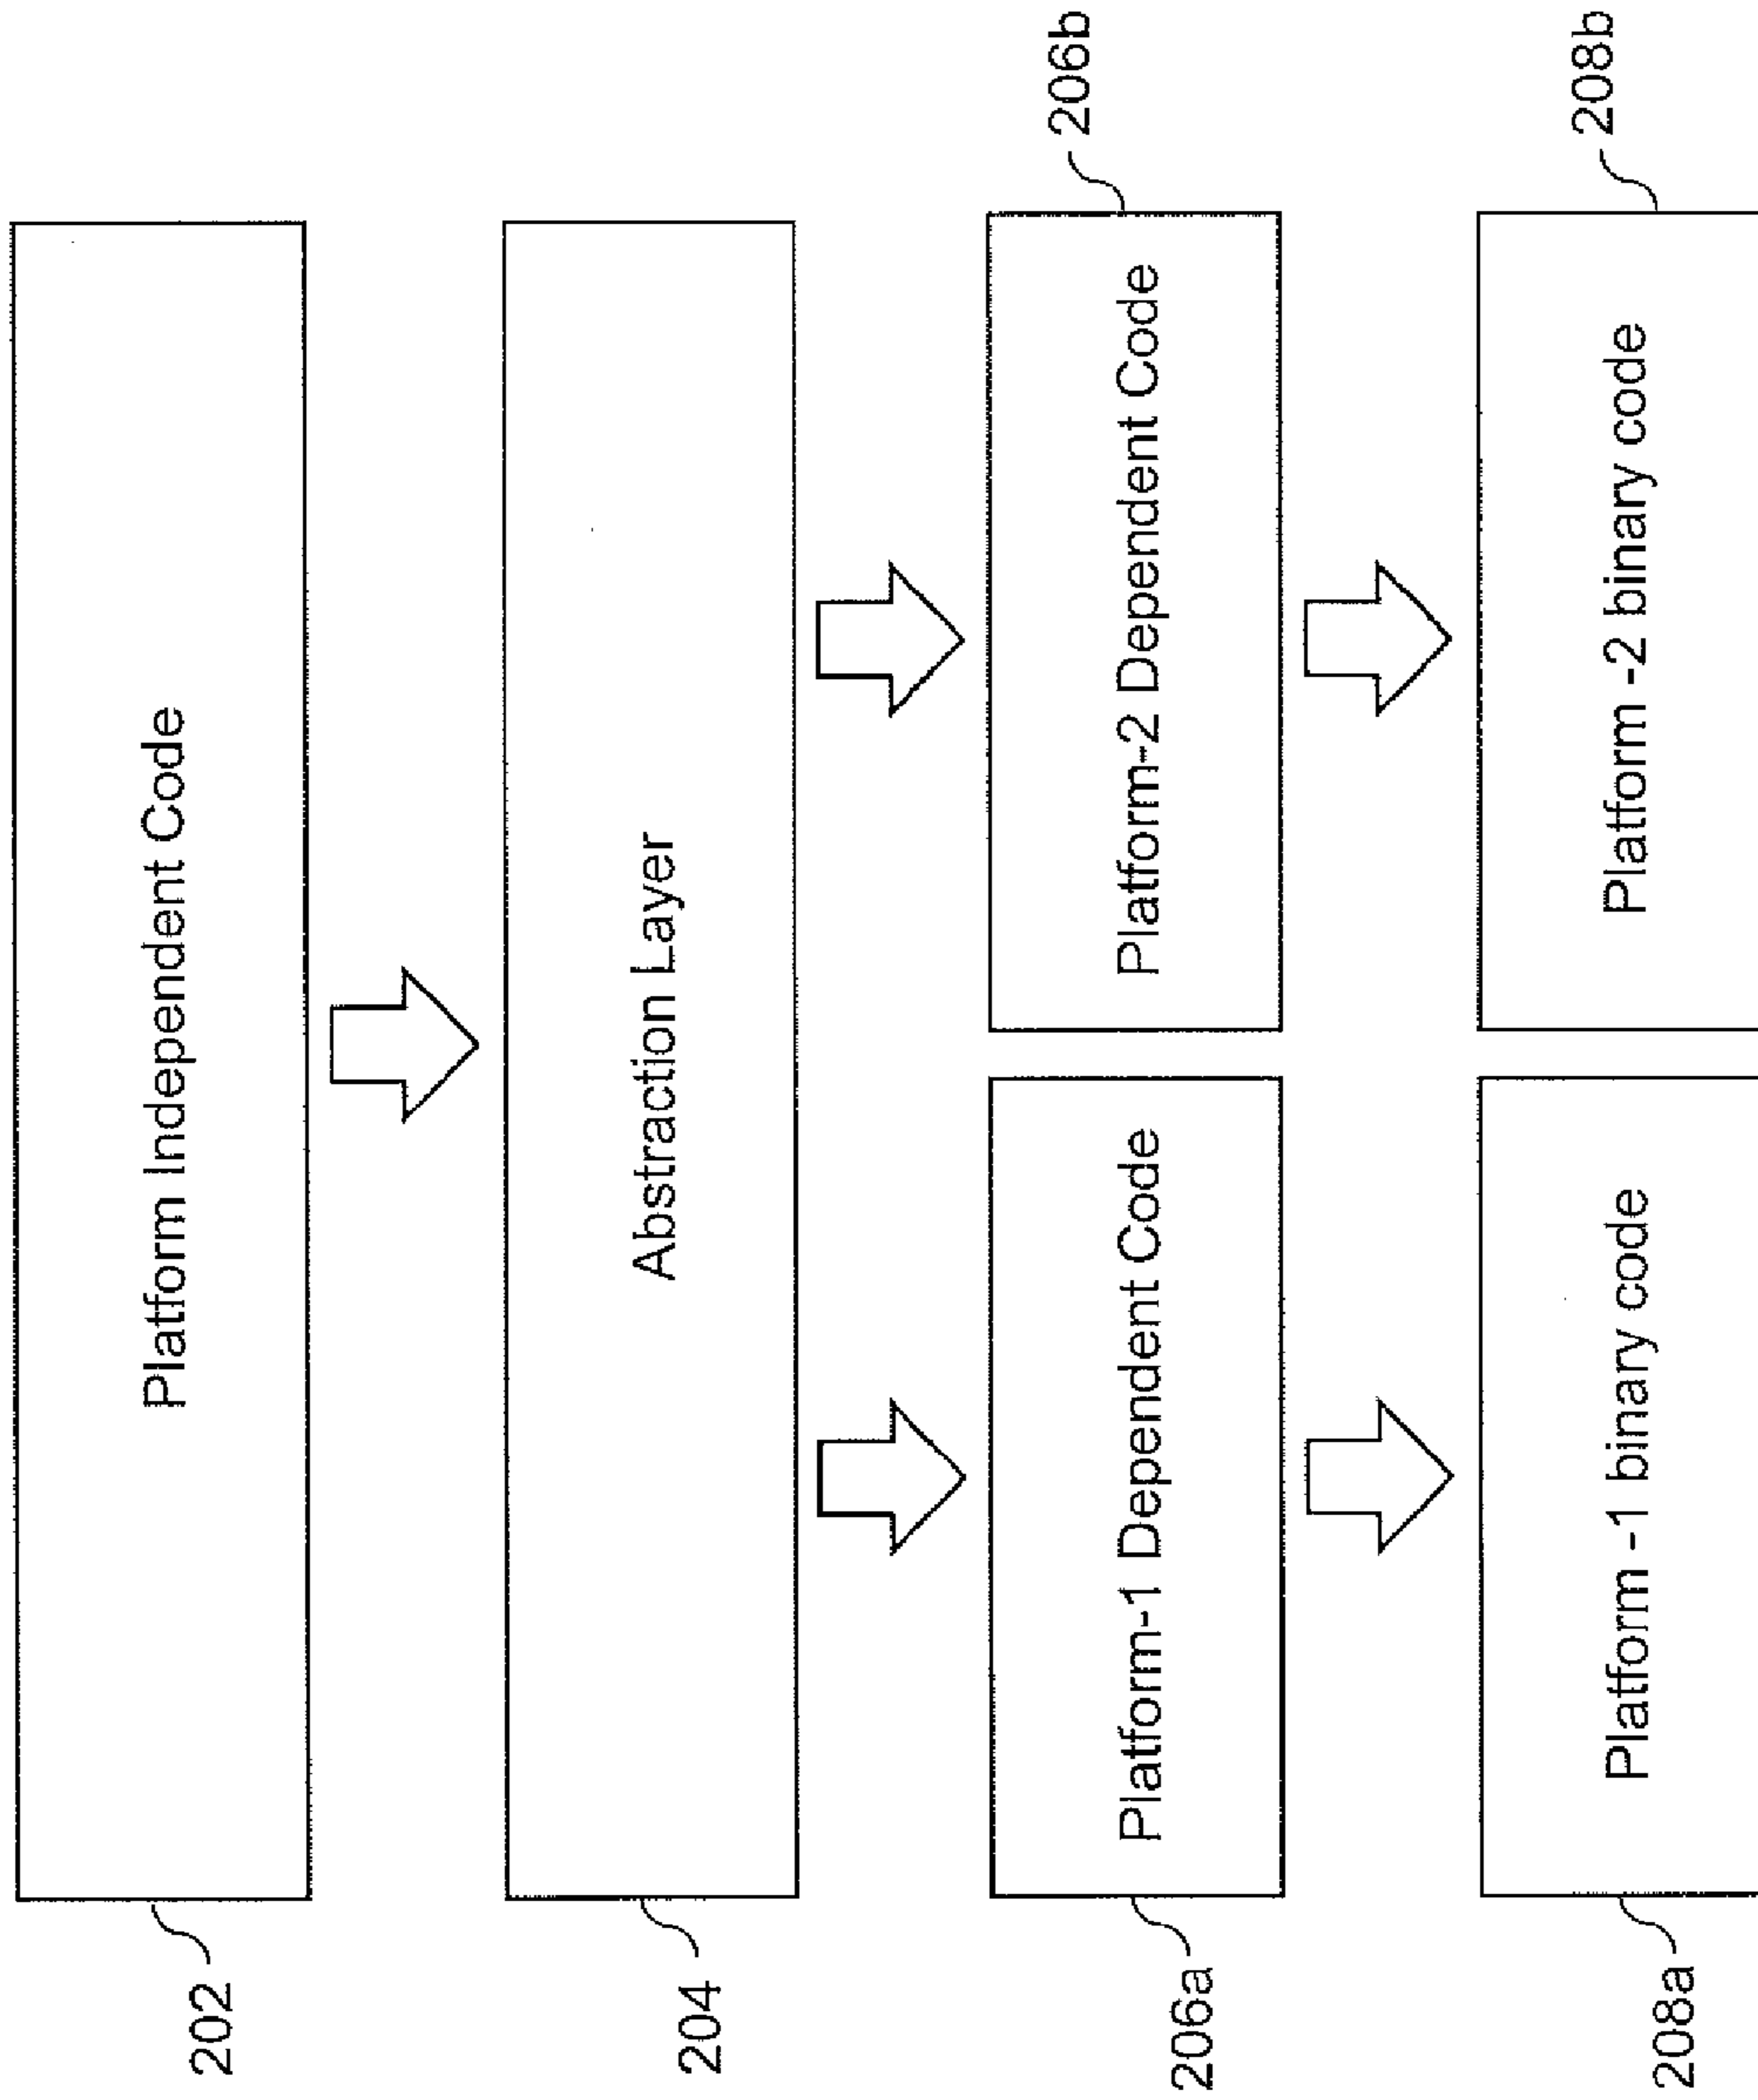 202
Platform Independent Code
204
Abstraction Layer
206a
Platform-1 Dependent Code
Platform-2 Dependent Code
206b
208a
Platform -1 binary code
Platform -2 binary code
208b